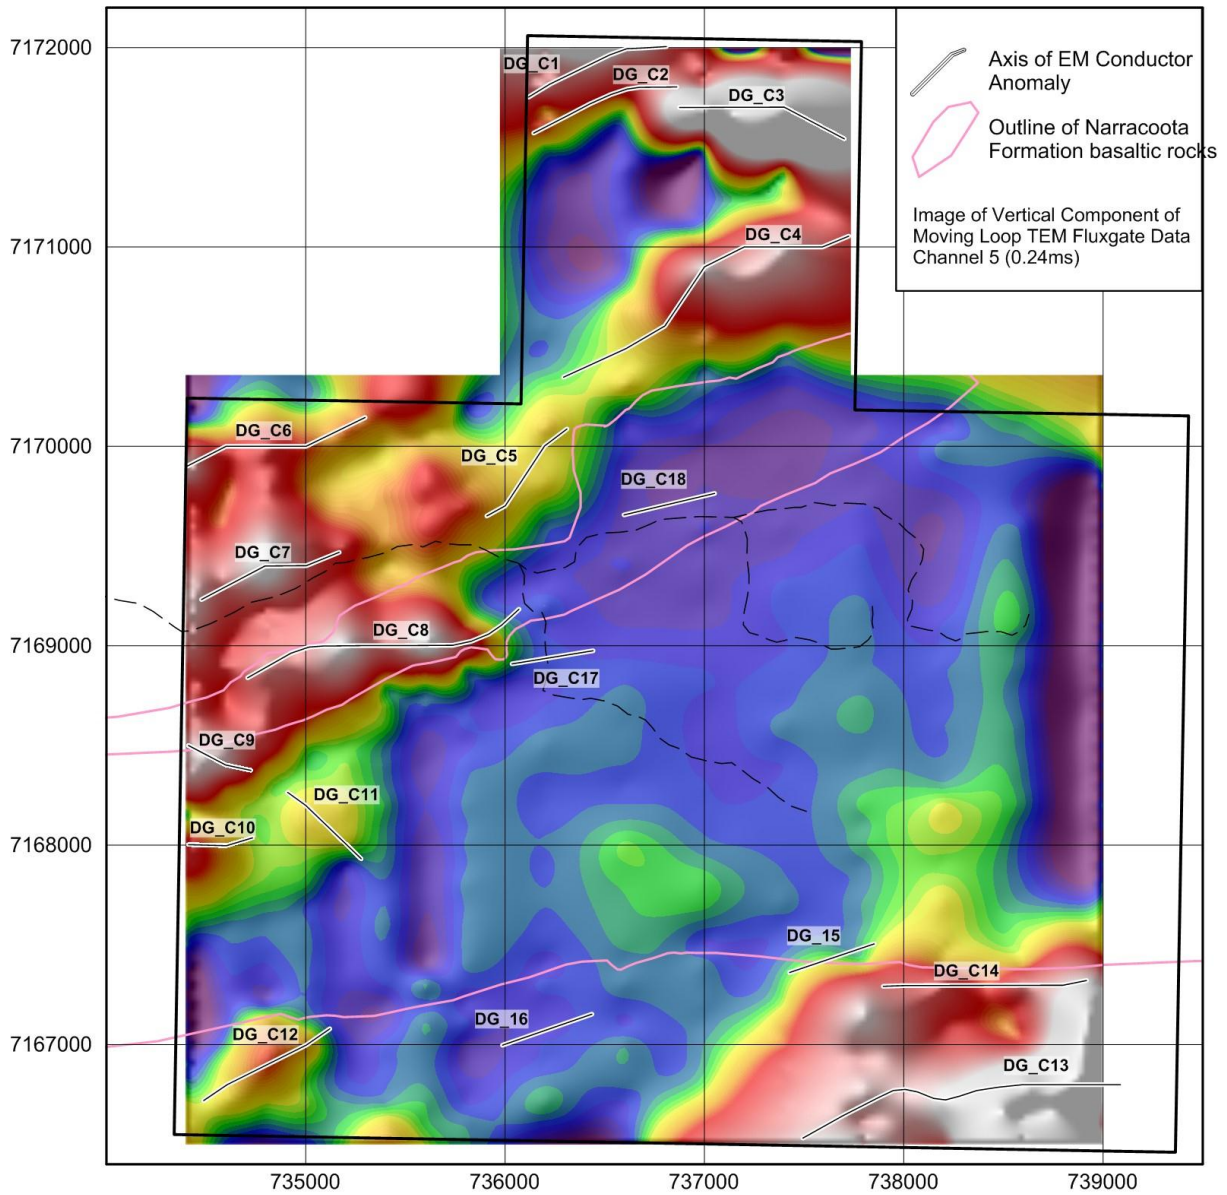 7172000
7171000
7170000
7169000
7168000
7167000
DG_C1
DG_C2
DG_C3
DG_C4
DG_C6
DG_C5
DG_C18
DG_C7
DG_C8
DG_C17
DG_C9
DG_C11
DG_C10
DG_15
DG_C14
DG_16
DG_C12
DG_C13
Axis of EM Conductor
Anomaly
Outline of Narracoota
Formation basaltic rocks
Image of Vertical Component of
Moving Loop TEM Fluxgate Data
Channel 5 (0.24ms)
735000
736000
737000
738000
739000